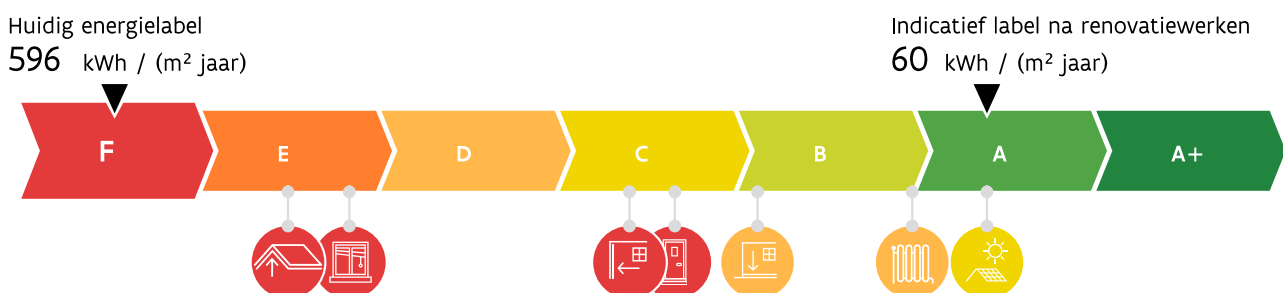 Huidig energielabel
596 kWh / (m² jaar)
Indicatief label na renovatiewerken
60 kWh / (m² jaar)
F E D C B A A+